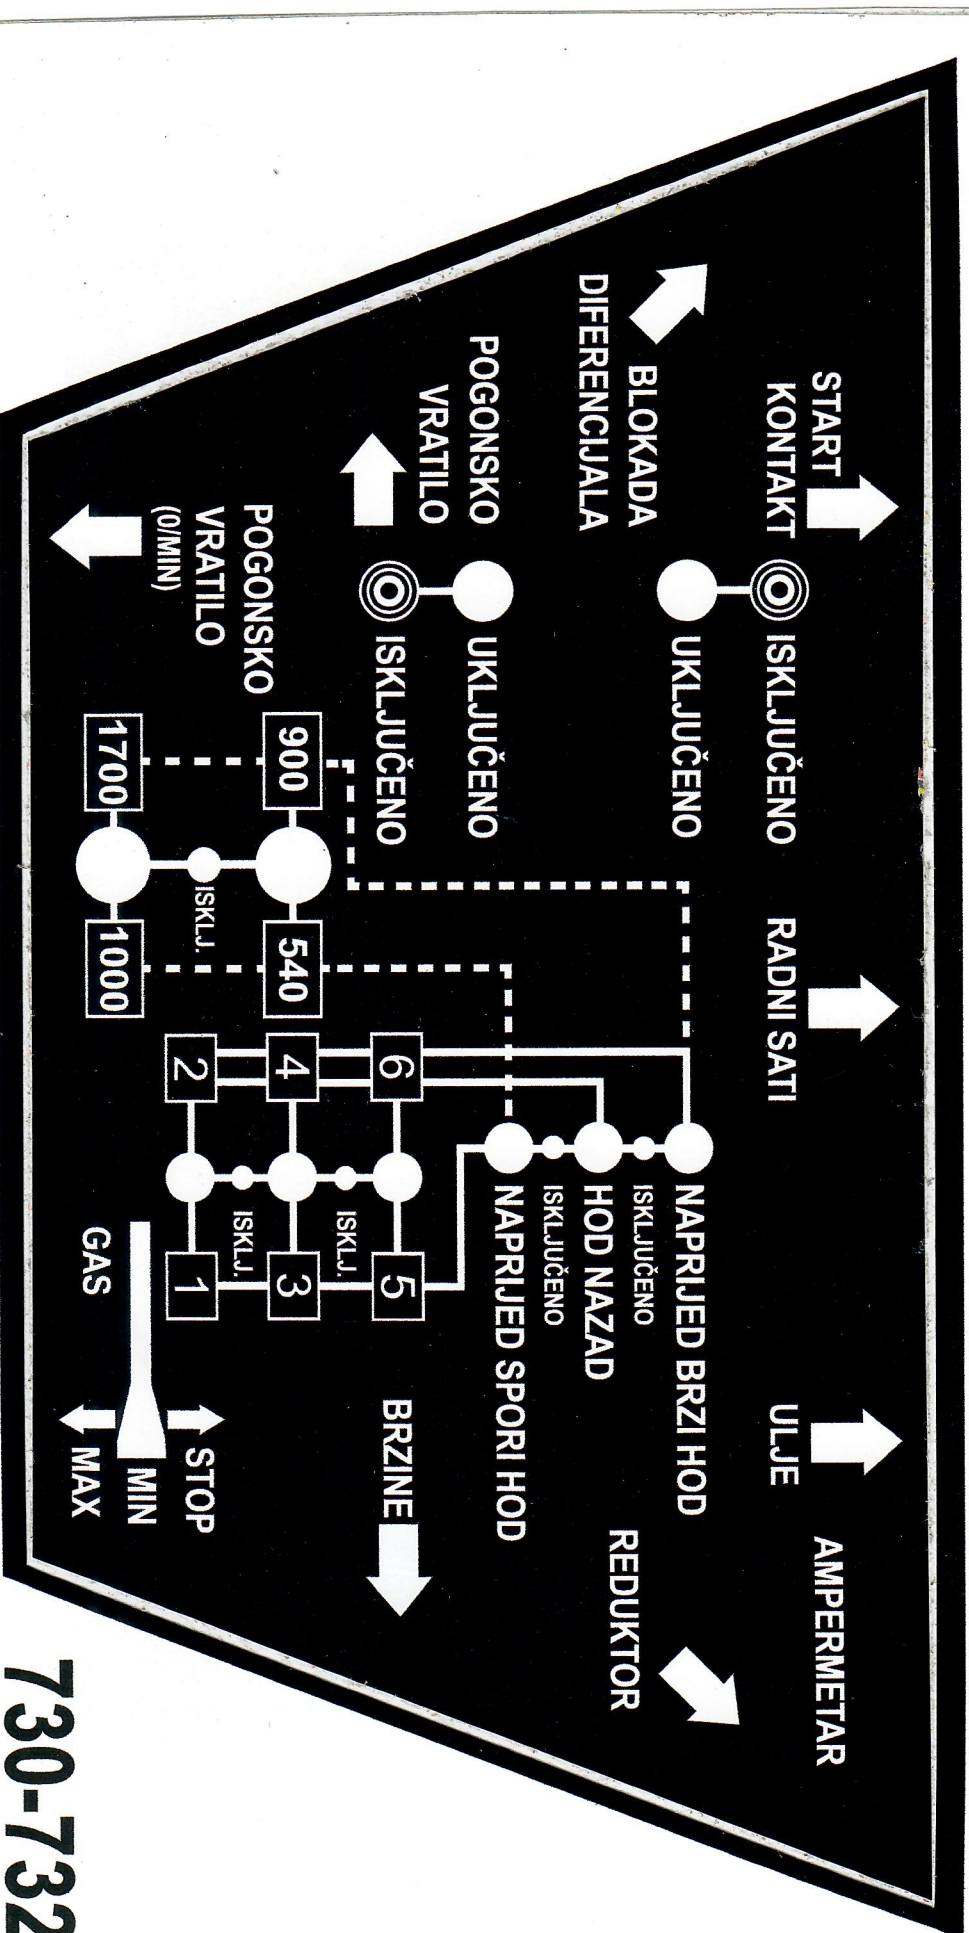 START
KONTAKT
RADNI SATI
ULJE
AMPERMETAR
ISKLJUČENO
UKLJUČENO
BLOKADA
DIFERENCIJALA
REDUKTOR
NAPRIJED BRZI HOD
ISKLJUČENO
HOD NAZAD
ISKLJUČENO
NAPRIJED SPORI HOD
POGONSKO
VRATILO
UKLJUČENO
ISKLJUČENO
6
5
ISKLJ.
4
3
ISKLJ.
2
1
BRZINE
POGONSKO
VRATILO
(0/MIN)
900
540
ISKLJ.
1700
1000
GAS
STOP
MIN
MAX
730-732